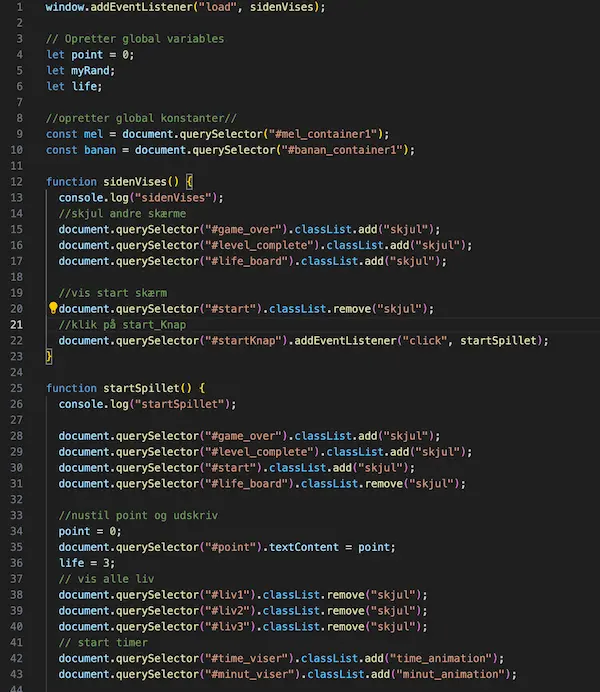 1 window.addEventListener("load", sidenVises);
2
3 // Opretter global variables
4 let point = 0;
5 let myRand;
6 let life;
7
8 //opretter global konstanter//
9 const mel = document.querySelector("#mel_container1");
10 const banan = document.querySelector("#banan_container1");
11
12 function sidenVises() {
13 console.log("sidenVises");
14 //skjul andre skærme
15 document.querySelector("#game_over").classList.add("skjul");
16 document.querySelector("#level_complete").classList.add("skjul");
17 document.querySelector("#life_board").classList.add("skjul");
18
19 //vis start skærm
20 document.querySelector("#start").classList.remove("skjul");
21 //klik på start_Knap
22 document.querySelector("#startKnap").addEventListener("click", startSpillet);
23 }
24
25 function startSpillet() {
26 console.log("startSpillet");
27
28 document.querySelector("#game_over").classList.add("skjul");
29 document.querySelector("#level_complete").classList.add("skjul");
30 document.querySelector("#start").classList.add("skjul");
31 document.querySelector("#life_board").classList.remove("skjul");
32
33 //nustil point og udskriv
34 point = 0;
35 document.querySelector("#point").textContent = point;
36 life = 3;
37 // vis alle liv
38 document.querySelector("#liv1").classList.remove("skjul");
39 document.querySelector("#liv2").classList.remove("skjul");
40 document.querySelector("#liv3").classList.remove("skjul");
41 // start timer
42 document.querySelector("#time_viser").classList.add("time_animation");
43 document.querySelector("#minut_viser").classList.add("minut_animation");
44